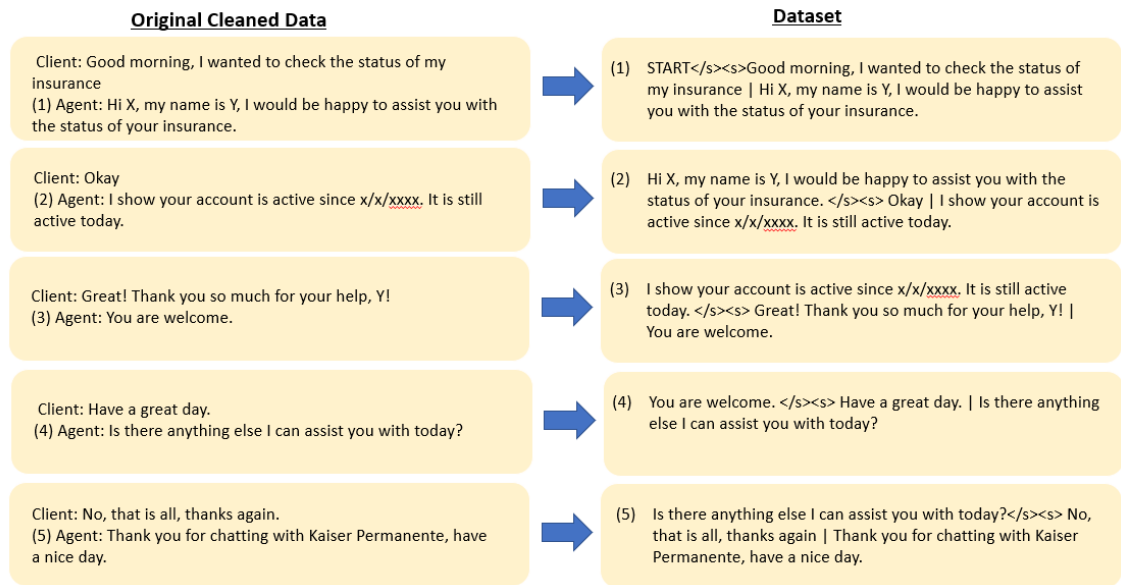 Original Cleaned Data
Dataset
Client: Good morning, I wanted to check the status of my
insurance
(1) Agent: Hi X, my name is Y, I would be happy to assist you with
the status of your insurance.
(1) START</s><s>Good morning, I wanted to check the status of
my insurance | Hi X, my name is Y, I would be happy to assist
you with the status of your insurance.
Client: Okay
(2) Agent: I show your account is active since x/x/xxxx. It is still
active today.
(2) Hi X, my name is Y, I would be happy to assist you with the
status of your insurance. </s><s> Okay | I show your account is
active since x/x/xxxx. It is still active today.
Client: Great! Thank you so much for your help, Y!
(3) Agent: You are welcome.
(3) I show your account is active since x/x/xxxx. It is still active
today. </s><s> Great! Thank you so much for your help, Y! |
You are welcome.
Client: Have a great day.
(4) Agent: Is there anything else I can assist you with today?
(4) You are welcome. </s><s> Have a great day. | Is there anything
else I can assist you with today?
Client: No, that is all, thanks again.
(5) Agent: Thank you for chatting with Kaiser Permanente, have
a nice day.
(5) Is there anything else I can assist you with today?</s><s> No,
that is all, thanks again | Thank you for chatting with Kaiser
Permanente, have a nice day.